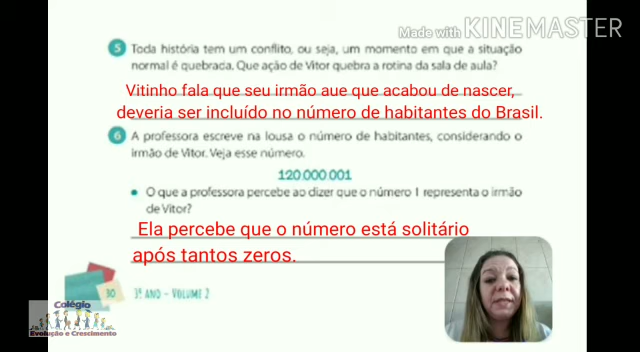 Made with KINEMASTER
5 Toda história tem um conflito, ou seja, um momento em que a situação
normal é quebrada. Que ação de Vitor quebra a rotina da sala de aula?
Vitinho fala que seu irmão aue que acabou de nascer,
deveria ser incluído no número de habitantes do Brasil.
6 A professora escreve na lousa o número de habitantes, considerando o
irmão de Vitor. Veja esse número.
120.000.001
• O que a professora percebe ao dizer que o número 1 representa o irmão
de Vitor?
Ela percebe que o número está solitário
após tantos zeros.
30 3º ANO – VOLUME 2
Colégio
Evolução e Crescimento